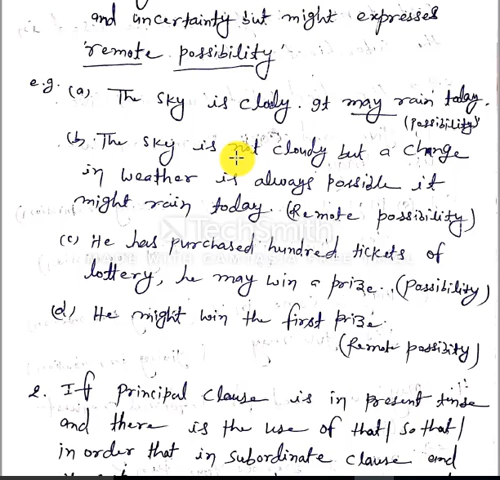 and uncertainty but might expresses
'remote possibility'
e.g. (a) The sky is clody. It may rain today.
(possibility)
(b) The sky is not cloudy but a change
in weather is always possible it
might rain today. (Remote possibility)
TechSmith
(c) He has purchased hundred tickets of
lottery, he may win a prize. (Possibility)
(d) He might win the first prize.
(Remote possibity)
2. If principal clause is in present tense
and there is the use of that/so that/
in order that in subordinate clause and